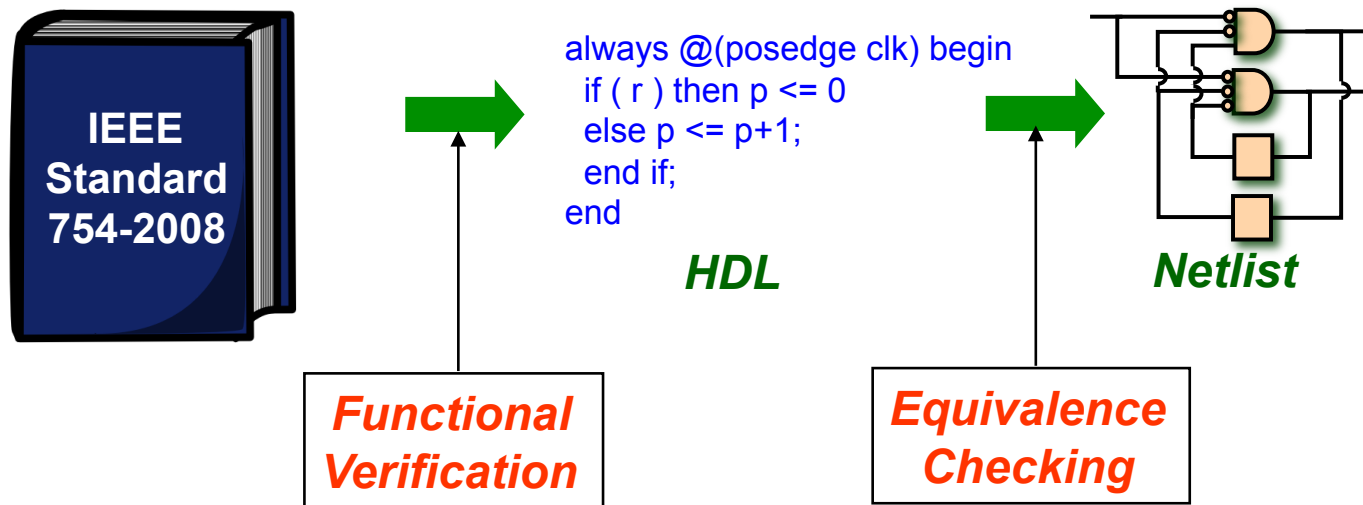 IEEE
Standard
754-2008
always @(posedge clk) begin
if ( r ) then p <= 0
else p <= p+1;
end if;
end
HDL
Netlist
Functional
Verification
Equivalence
Checking